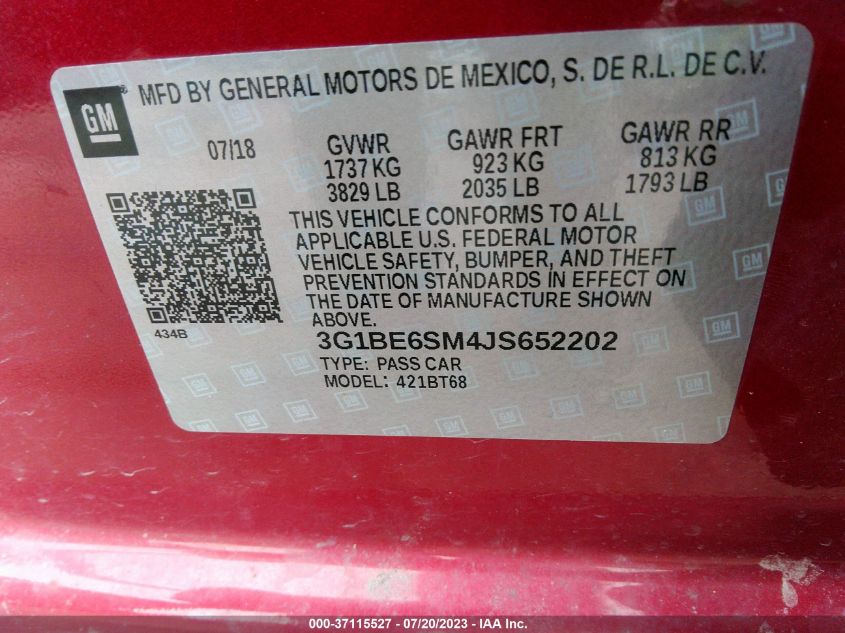 GM
MFD BY GENERAL MOTORS DE MEXICO, S. DE R.L. DE C.V.
07/18
GVWR
1737 KG
3829 LB
GAWR FRT
923 KG
2035 LB
GAWR RR
813 KG
1793 LB
THIS VEHICLE CONFORMS TO ALL
APPLICABLE U.S. FEDERAL MOTOR
VEHICLE SAFETY, BUMPER, AND THEFT
PREVENTION STANDARDS IN EFFECT ON
THE DATE OF MANUFACTURE SHOWN
ABOVE.
434B
3G1BE6SM4JS652202
TYPE: PASS CAR
MODEL: 421BT68
000-37115527 - 07/20/2023 - IAA Inc.